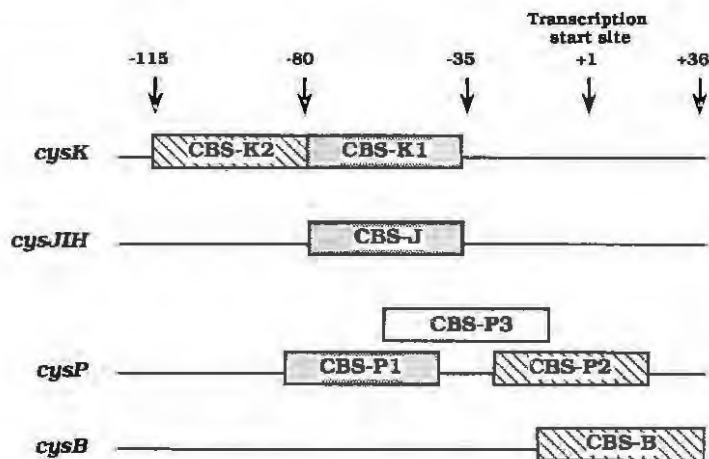 Transcription
start site
-115 -80 -35 +1 +36
cysK CBS-K2 CBS-K1
cysJIH CBS-J
CBS-P3
cysP CBS-P1 CBS-P2
cysB CBS-B